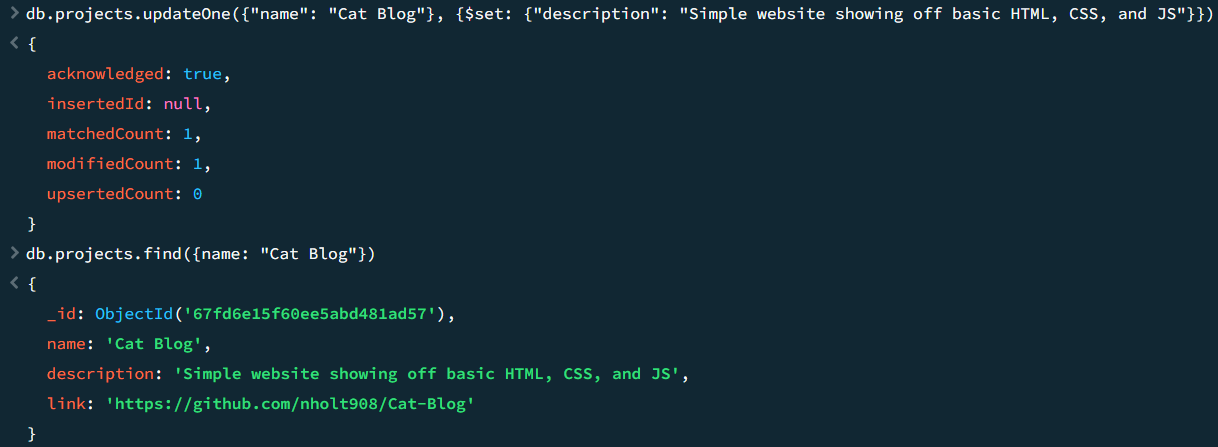 > db.projects.updateOne({"name": "Cat Blog"}, {$set: {"description": "Simple website showing off basic HTML, CSS, and JS"}})
< {
acknowledged: true,
insertedId: null,
matchedCount: 1,
modifiedCount: 1,
upsertedCount: 0
}
> db.projects.find({name: "Cat Blog"})
< {
_id: ObjectId('67fd6e15f60ee5abd481ad57'),
name: 'Cat Blog',
description: 'Simple website showing off basic HTML, CSS, and JS',
link: 'https://github.com/nholt908/Cat-Blog'
}